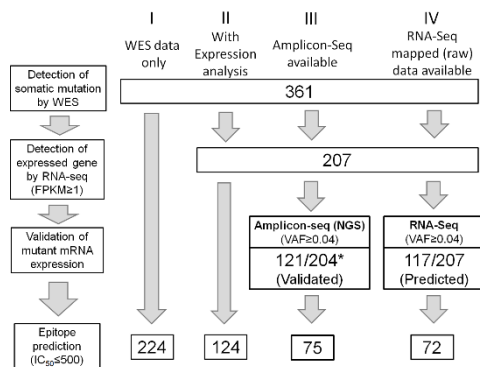 I
II
III
IV
WES data
only
With
Expression
analysis
Amplicon-Seq
available
RNA-Seq
mapped (raw)
data available
Detection of
somatic mutation
by WES
361
Detection of
expressed gene
by RNA-seq
(FPKM≥1)
207
Validation of
mutant mRNA
expression
Amplicon-seq (NGS)
(VAF≥0.04)
121/204*
(Validated)
RNA-Seq
(VAF≥0.04)
117/207
(Predicted)
Epitope
prediction
(IC50≤500)
224
124
75
72